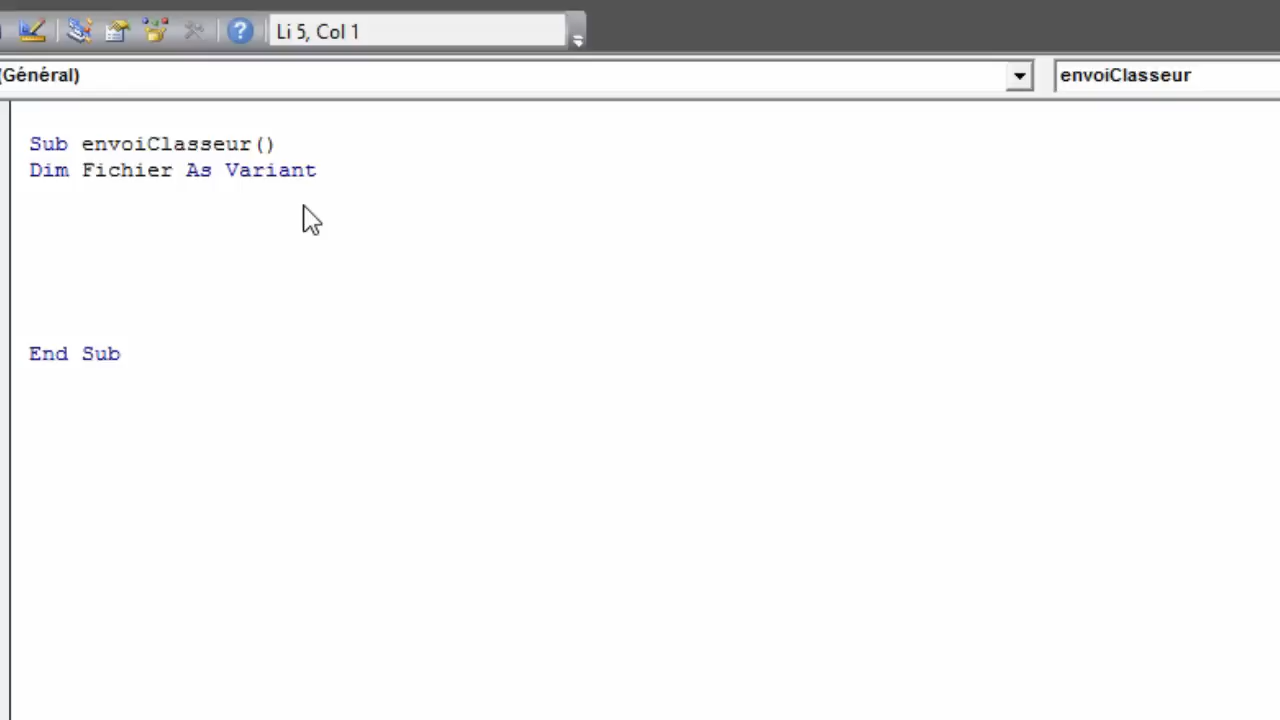 Li 5, Col 1
(Général)
envoiClasseur
Sub envoiClasseur()
Dim Fichier As Variant
End Sub